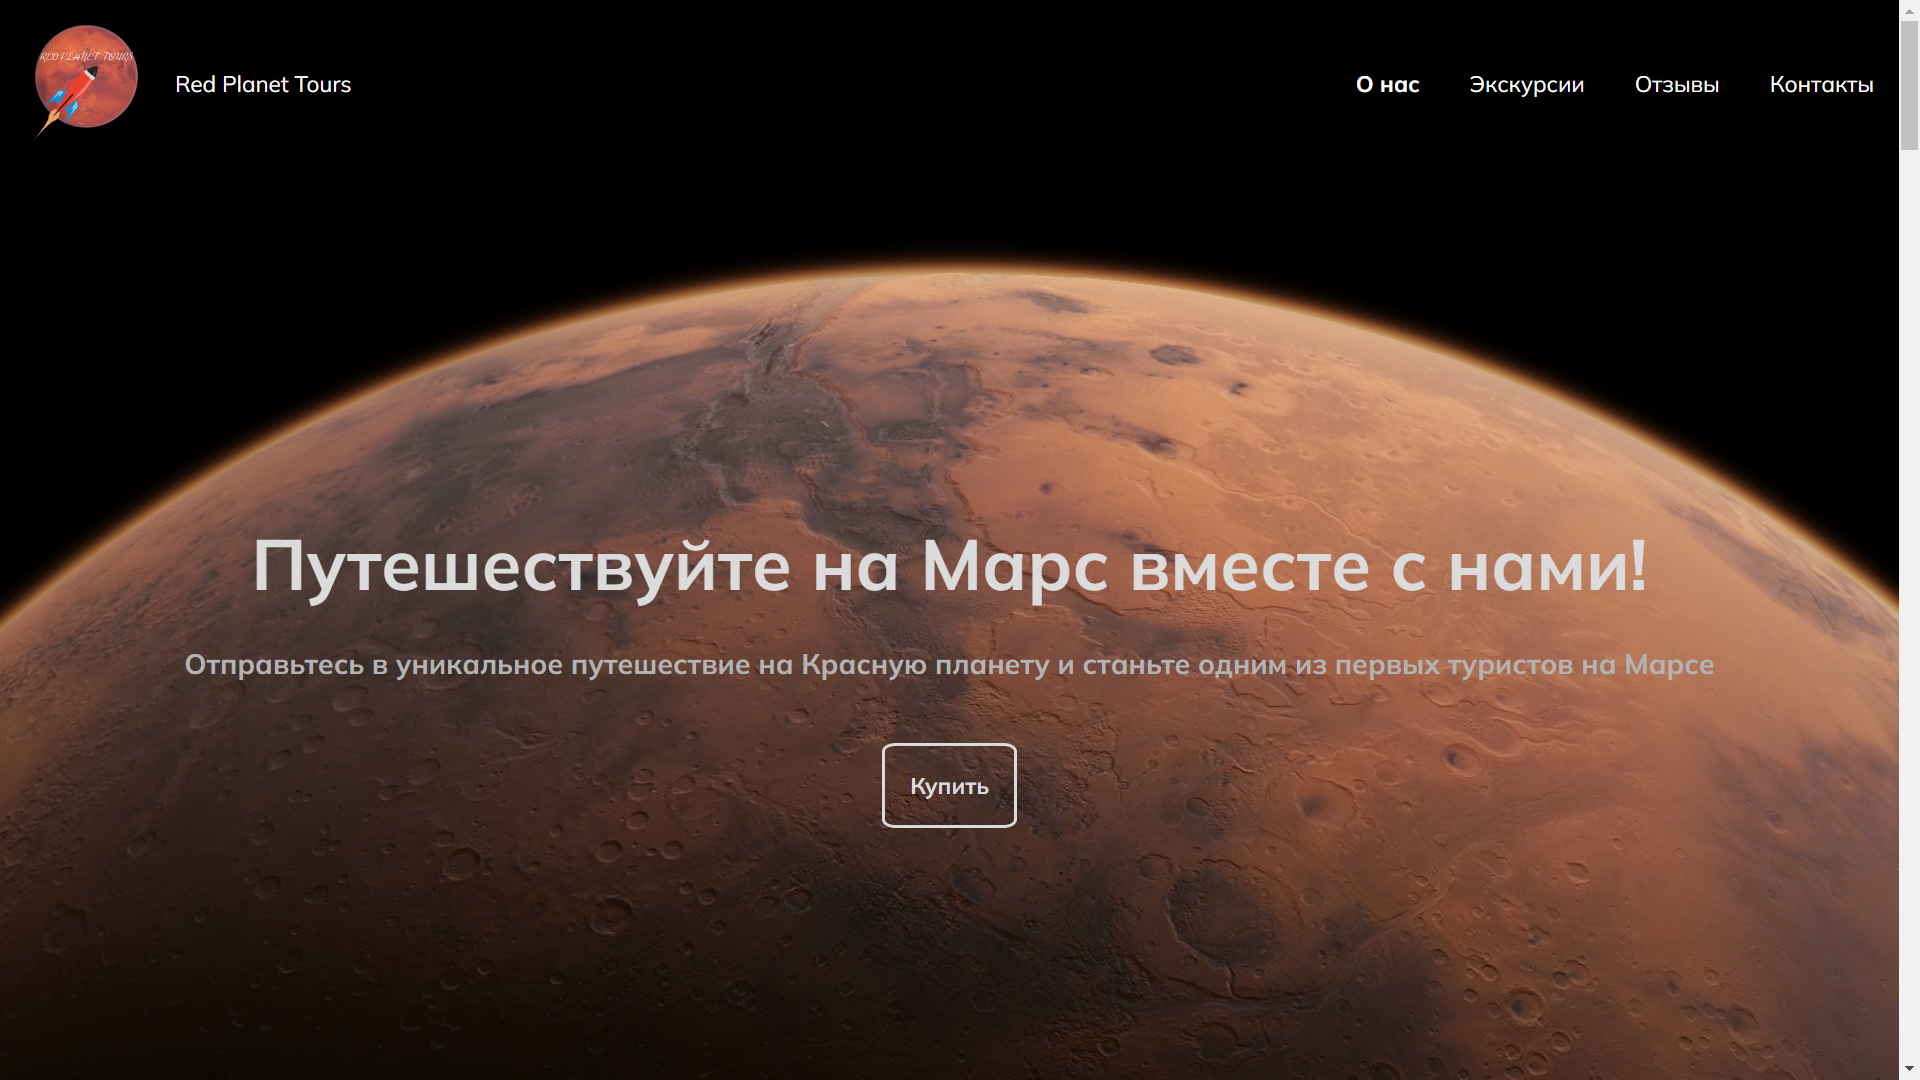 RED PLANET TOURS
Red Planet Tours
О нас
Экскурсии
Отзывы
Контакты
Путешествуйте на Марс вместе с нами!
Отправьтесь в уникальное путешествие на Красную планету и станьте одним из первых туристов на Марсе
Купить